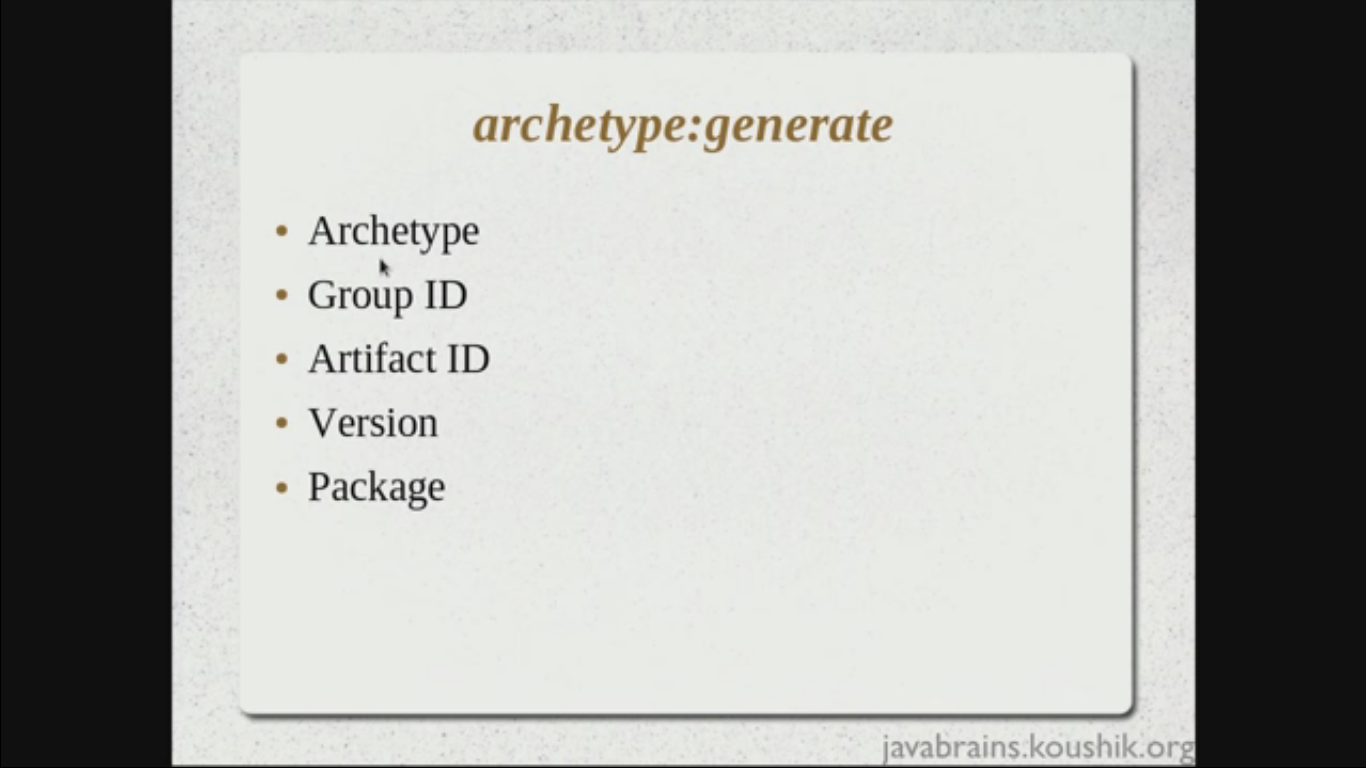 archetype:generate
• Archetype
• Group ID
• Artifact ID
• Version
• Package
javabrains.koushik.org